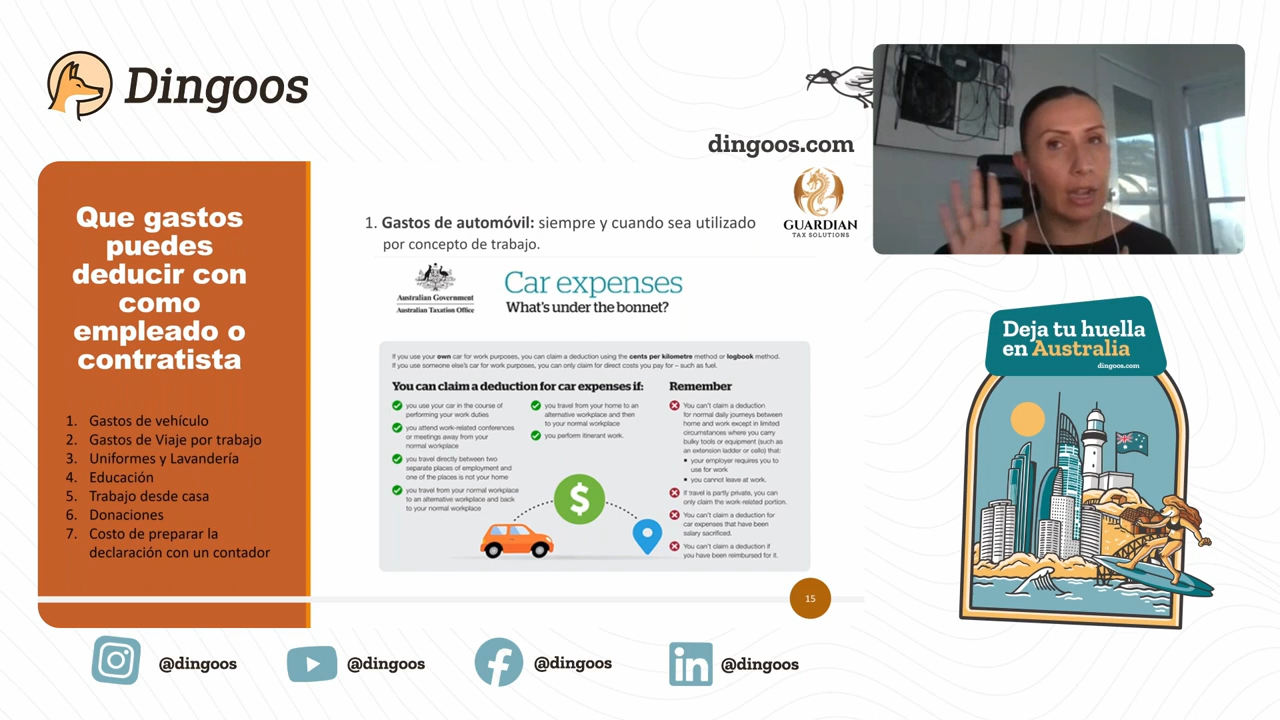 Dingoos
dingoos.com
GUARDIAN
TAX SOLUTIONS
Que gastos
puedes
deducir con
como
empleado o
contratista
1. Gastos de vehículo
2. Gastos de Viaje por trabajo
3. Uniformes y Lavandería
4. Educación
5. Trabajo desde casa
6. Donaciones
7. Costo de preparar la
declaración con un contador
1. Gastos de automóvil: siempre y cuando sea utilizado
por concepto de trabajo.
Australian Government
Australian Taxation Office
Car expenses
What's under the bonnet?
If you use your own car for work purposes, you can claim a deduction using the cents per kilometre method or logbook method.
If you use someone else's car for work purposes, you can only claim for direct costs you pay for – such as fuel.
You can claim a deduction for car expenses if:
you use your car in the course of
performing your work duties
you attend work-related conferences
or meetings away from your
normal workplace
you travel directly between two
separate places of employment and
one of the places is not your home
you travel from your normal workplace
to an alternative workplace and back
to your normal workplace
you travel from your home to an
alternative workplace and then
to your normal workplace
you perform itinerant work.
$
Remember
You can't claim a deduction
for normal daily journeys between
home and work except in limited
circumstances where you carry
bulky tools or equipment (such as
an extension ladder or cello) that:
▪ your employer requires you to
use for work
▪ you cannot leave at work.
If travel is partly private, you can
only claim the work-related portion.
You can't claim a deduction for
car expenses that have been
salary sacrificed.
You can't claim a deduction if
you have been reimbursed for it.
15
Deja tu huella
en Australia
dingoos.com
@dingoos
@dingoos
@dingoos
@dingoos